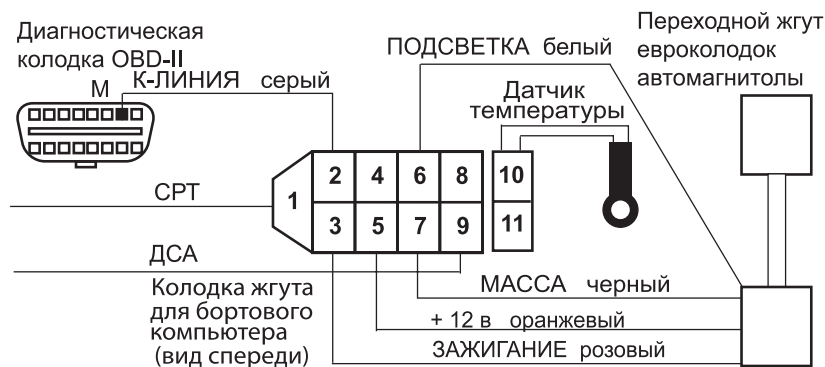 Диагностическая
колодка OBD-II
М
К-ЛИНИЯ серый
ПОДСВЕТКА белый
Переходной жгут
евроколодок
автомагнитолы
Датчик
температуры
СРТ
1
2 4 6 8
10
3 5 7 9
11
ДСА
Колодка жгута
для бортового
компьютера
(вид спереди)
МАССА черный
+ 12 в оранжевый
ЗАЖИГАНИЕ розовый